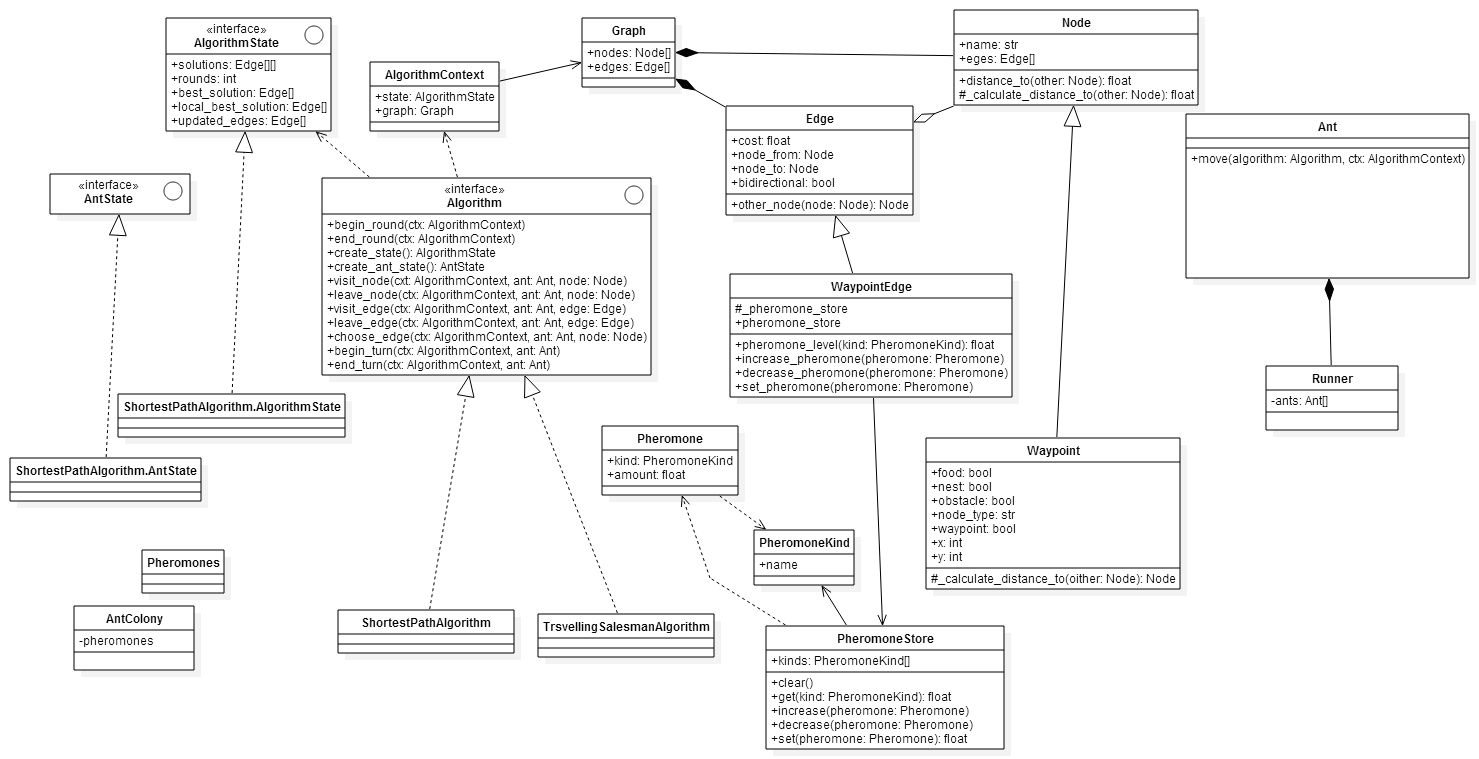 «interface»
AlgorithmState
+solutions: Edge[][]
+rounds: int
+best_solution: Edge[]
+local_best_solution: Edge[]
+updated_edges: Edge[]
AlgorithmContext
+state: AlgorithmState
+graph: Graph
Graph
+nodes: Node[]
+edges: Edge[]
Node
+name: str
+eges: Edge[]
+distance_to(other: Node): float
#_calculate_distance_to(other: Node): float
Edge
+cost: float
+node_from: Node
+node_to: Node
+bidirectional: bool
+other_node(node: Node): Node
Ant
+move(algorithm: Algorithm, ctx: AlgorithmContext)
«interface»
AntState
«interface»
Algorithm
+begin_round(ctx: AlgorithmContext)
+end_round(ctx: AlgorithmContext)
+create_state(): AlgorithmState
+create_ant_state(): AntState
+visit_node(cxt: AlgorithmContext, ant: Ant, node: Node)
+leave_node(ctx: AlgorithmContext, ant: Ant, node: Node)
+visit_edge(ctx: AlgorithmContext, ant: Ant, edge: Edge)
+leave_edge(ctx: AlgorithmContext, ant: Ant, edge: Edge)
+choose_edge(ctx: AlgorithmContext, ant: Ant, node: Node)
+begin_turn(ctx: AlgorithmContext, ant: Ant)
+end_turn(ctx: AlgorithmContext, ant: Ant)
WaypointEdge
#_pheromone_store
+pheromone_store
+pheromone_level(kind: PheromoneKind): float
+increase_pheromone(pheromone: Pheromone)
+decrease_pheromone(pheromone: Pheromone)
+set_pheromone(pheromone: Pheromone)
Runner
-ants: Ant[]
ShortestPathAlgorithm.AlgorithmState
ShortestPathAlgorithm.AntState
Pheromone
+kind: PheromoneKind
+amount: float
Waypoint
+food: bool
+nest: bool
+obstacle: bool
+node_type: str
+waypoint: bool
+x: int
+y: int
#_calculate_distance_to(oither: Node): Node
PheromoneKind
+name
Pheromones
AntColony
-pheromones
ShortestPathAlgorithm
TrsvellingSalesmanAlgorithm
PheromoneStore
+kinds: PheromoneKind[]
+clear()
+get(kind: PheromoneKind): float
+increase(pheromone: Pheromone)
+decrease(pheromone: Pheromone)
+set(pheromone: Pheromone): float